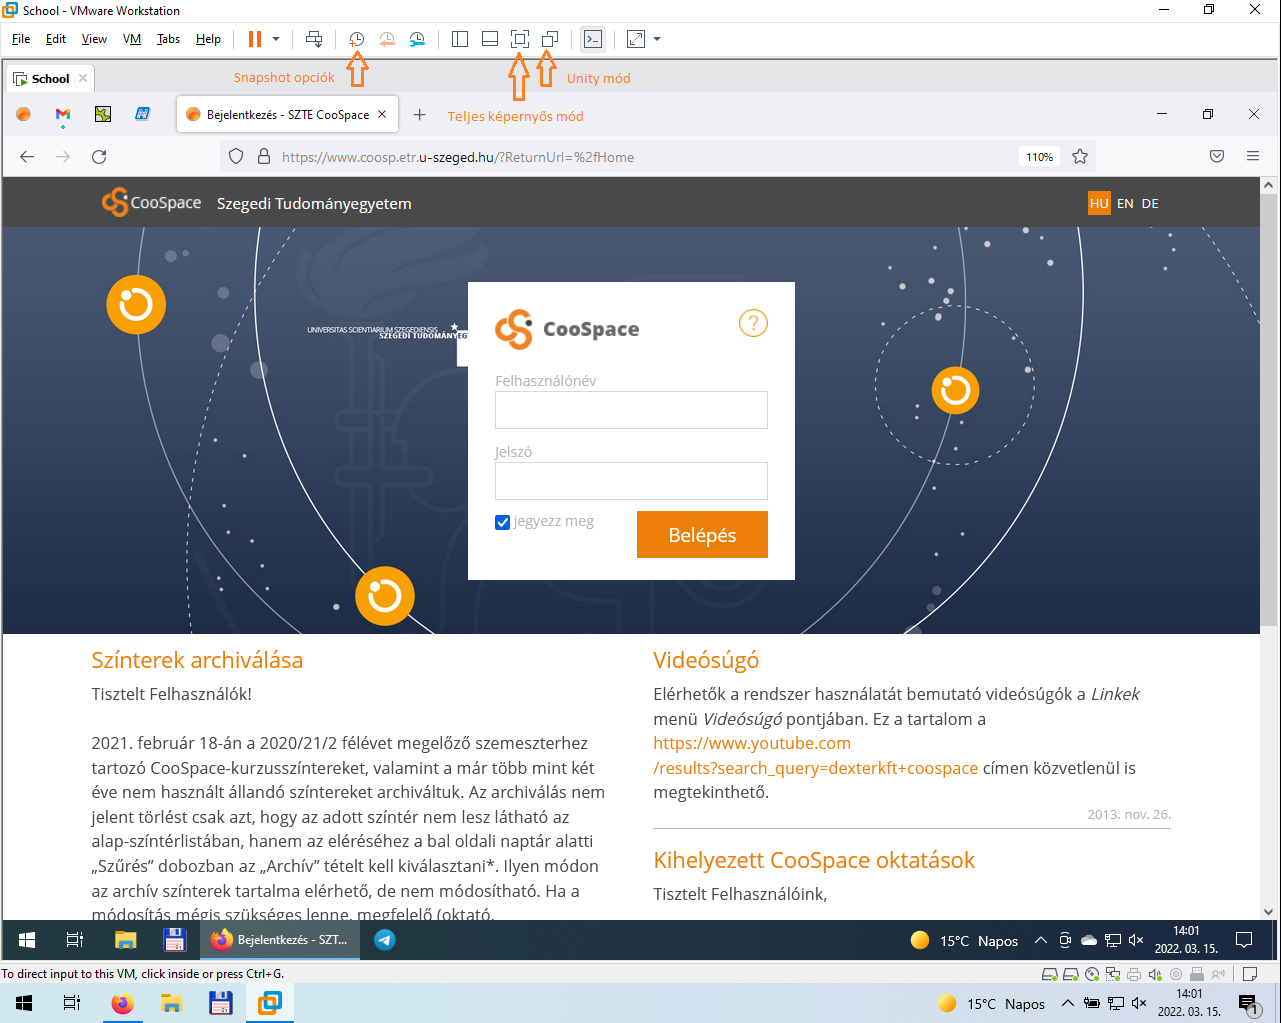 School - VMware Workstation
File Edit View VM Tabs Help
Snapshot opciók
Unity mód
Teljes képernyős mód
School
Bejelentkezés - SZTE CooSpace
https://www.coosp.etr.u-szeged.hu/?ReturnUrl=%2fHome
110%
CooSpace Szegedi Tudományegyetem
HU EN DE
UNIVERSITAS SCIENTIARUM SZEGEDIENSIS
SZEGEDI TUDOMÁNYEG
CooSpace
?
Felhasználónév
Jelszó
Jegyezz meg
Belépés
Színterek archiválása
Tisztelt Felhasználók!
2021. február 18-án a 2020/21/2 félévet megelőző szemeszterhez
tartozó CooSpace-kurzusszíntereket, valamint a már több mint két
éve nem használt állandó színtereket archiváltuk. Az archiválás nem
jelent törlést csak azt, hogy az adott színtér nem lesz látható az
alap-színtérlistában, hanem az eléréséhez a bal oldali naptár alatti
„Szűrés” dobozban az „Archív” tételt kell kiválasztani*. Ilyen módon
az archív színterek tartalma elérhető, de nem módosítható. Ha a
módosítás mégis szükséges lenne, megfelelő (oktató,
Videósúgó
Elérhetők a rendszer használatát bemutató videósúgók a Linkek
menü Videósúgó pontjában. Ez a tartalom a
https://www.youtube.com
/results?search_query=dexterkft+coospace címen közvetlenül is
megtekinthető.
2013. nov. 26.
Kihelyezett CooSpace oktatások
Tisztelt Felhasználóink,
Bejelentkezés - SZT...
15°C Napos
14:01
2022. 03. 15.
To direct input to this VM, click inside or press Ctrl+G.
15°C Napos
14:01
2022. 03. 15.
1